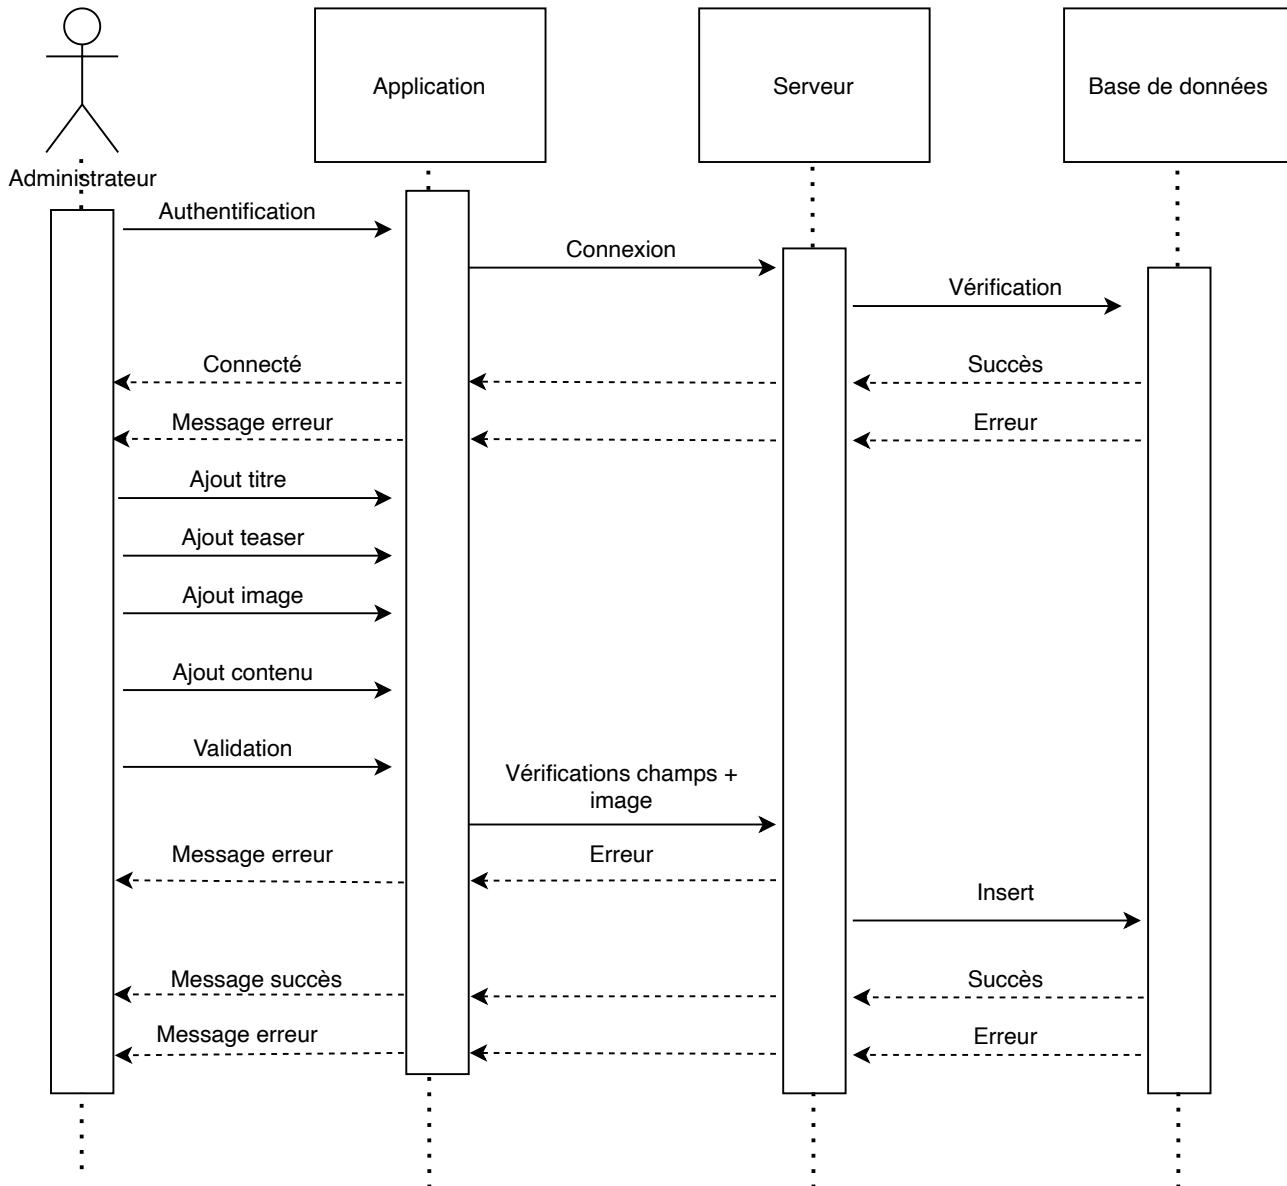 Application
Serveur
Base de données
Administrateur
Authentification
Connexion
Vérification
Connecté
Succès
Message erreur
Erreur
Ajout titre
Ajout teaser
Ajout image
Ajout contenu
Validation
Vérifications champs +
image
Message erreur
Erreur
Insert
Message succès
Succès
Message erreur
Erreur